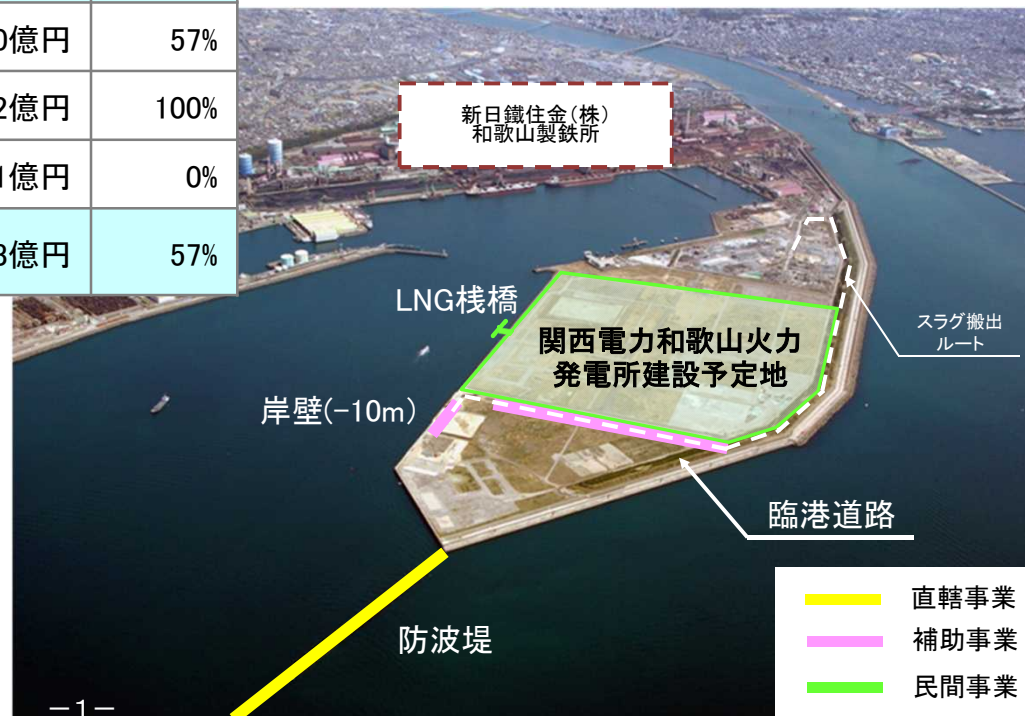 0億円 57%
2億円 100%
1億円 0%
3億円 57%
新日鐵住金(株)
和歌山製鉄所
LNG桟橋
関西電力和歌山火力
発電所建設予定地
スラグ搬出
ルート
岸壁(-10m)
臨港道路
防波堤
直轄事業
補助事業
民間事業
-1-